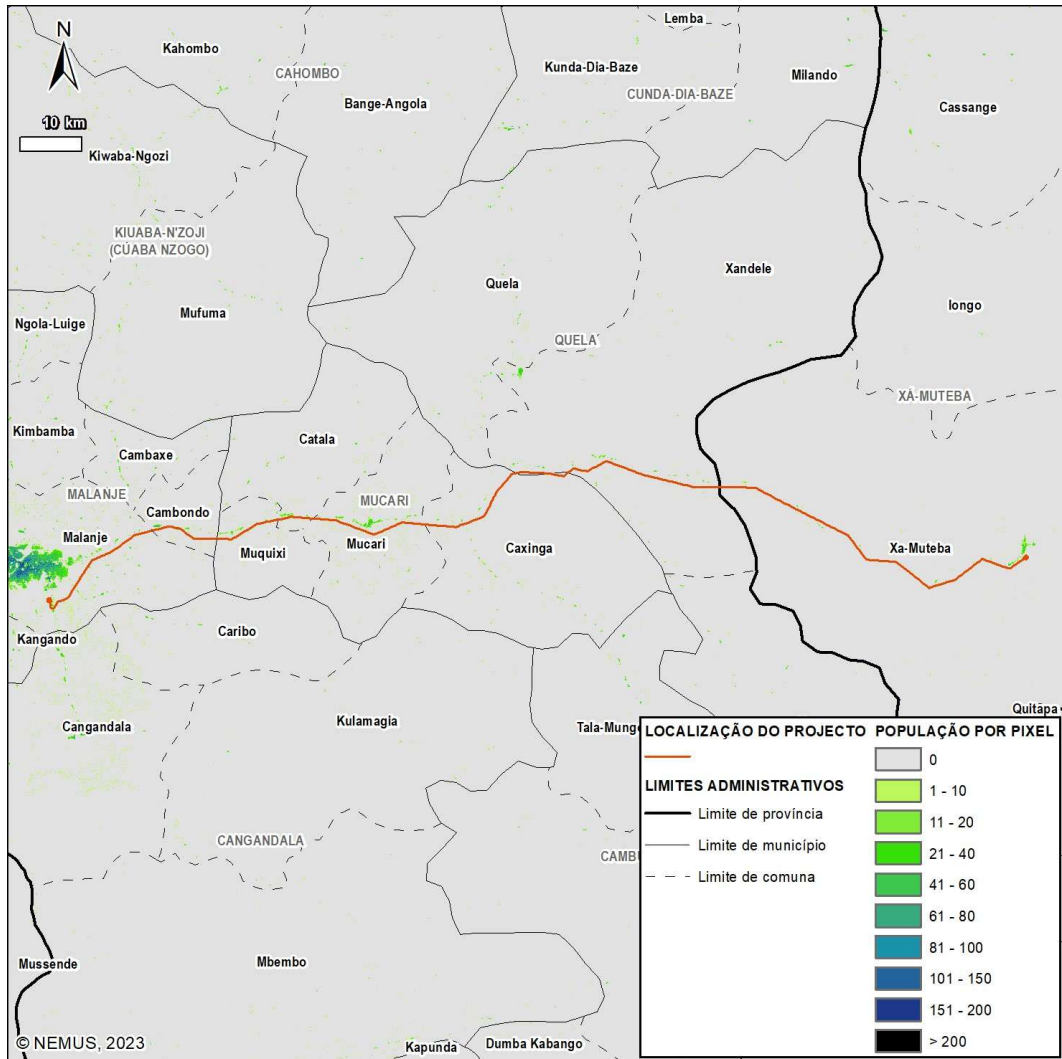 N
10 km
Lemba
Kahombo
Kunda-Dia-Baze
Milando
CAHOMBO
CUNDA-DIA-BAZE
Bange-Angola
Cassange
Kiwaba-Ngozi
KIUABA-N'ZOJI
(CÚABA NZOGO)
Xandele
Quela
Iongo
Mufuma
Ngola-Luige
QUELA
XÁ-MUTEBA
Kimbamba
Catala
Cambaxe
MALANJE
MUCARI
Cambondo
Malanje
Mucari
Caxinga
Xa-Muteba
Muquixi
Kangando
Caribo
Quitapa
Cangandala
Kulamagia
Tala-Mungo
CANGANDALA
CAMBU
Mussende
Mbembo
Kapunda
Dumba Kabango
© NEMUS, 2023
LOCALIZAÇÃO DO PROJECTO
LIMITES ADMINISTRATIVOS
Limite de província
Limite de município
Limite de comuna
POPULAÇÃO POR PIXEL
0
1 - 10
11 - 20
21 - 40
41 - 60
61 - 80
81 - 100
101 - 150
151 - 200
> 200